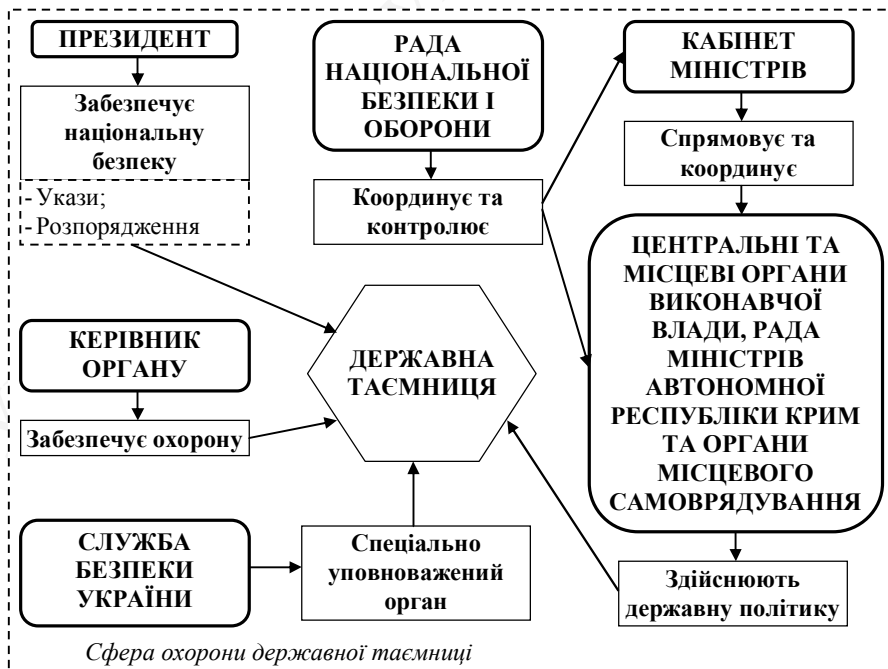 ПРЕЗИДЕНТ
Забезпечує
національну
безпеку
- Укази;
- Розпорядження
РАДА
НАЦІОНАЛЬНОЇ
БЕЗПЕКИ І
ОБОРОНИ
Координує та
контролює
КАБІНЕТ
МІНІСТРІВ
Спрямовує та
координує
ЦЕНТРАЛЬНІ ТА
МІСЦЕВІ ОРГАНИ
ВИКОНАВЧОЇ
ВЛАДИ, РАДА
МІНІСТРІВ
АВТОНОМНОЇ
РЕСПУБЛІКИ КРИМ
ТА ОРГАНИ
МІСЦЕВОГО
САМОВРЯДУВАННЯ
КЕРІВНИК
ОРГАНУ
Забезпечує охорону
ДЕРЖАВНА
ТАЄМНИЦЯ
СЛУЖБА
БЕЗПЕКИ
УКРАЇНИ
Спеціально
уповноважений
орган
Здійснюють
державну політику
Сфера охорони державної таємниці